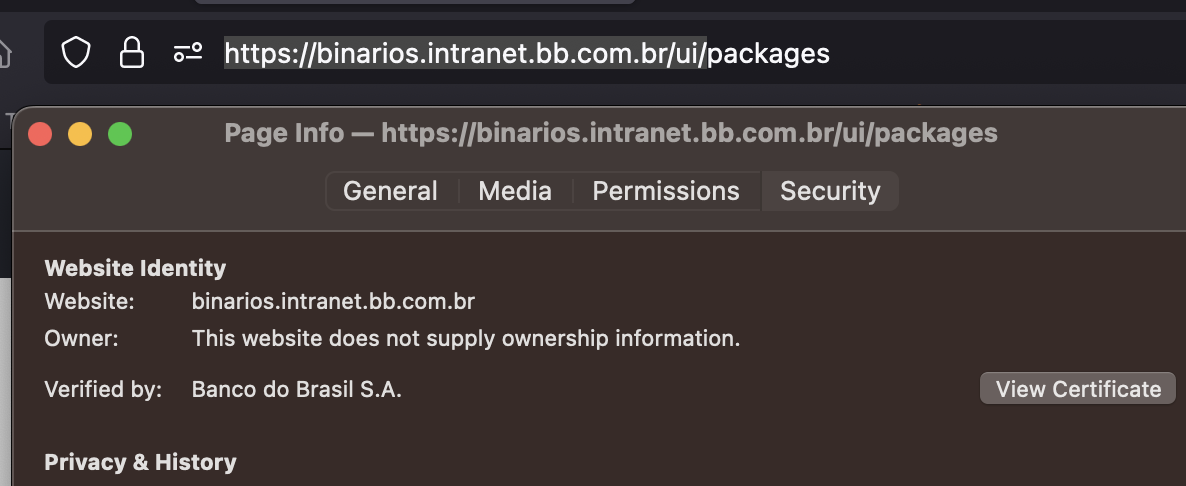 https://binarios.intranet.bb.com.br/ui/packages
Page Info — https://binarios.intranet.bb.com.br/ui/packages
General Media Permissions Security
Website Identity
Website: binarios.intranet.bb.com.br
Owner: This website does not supply ownership information.
Verified by: Banco do Brasil S.A. View Certificate
Privacy & History